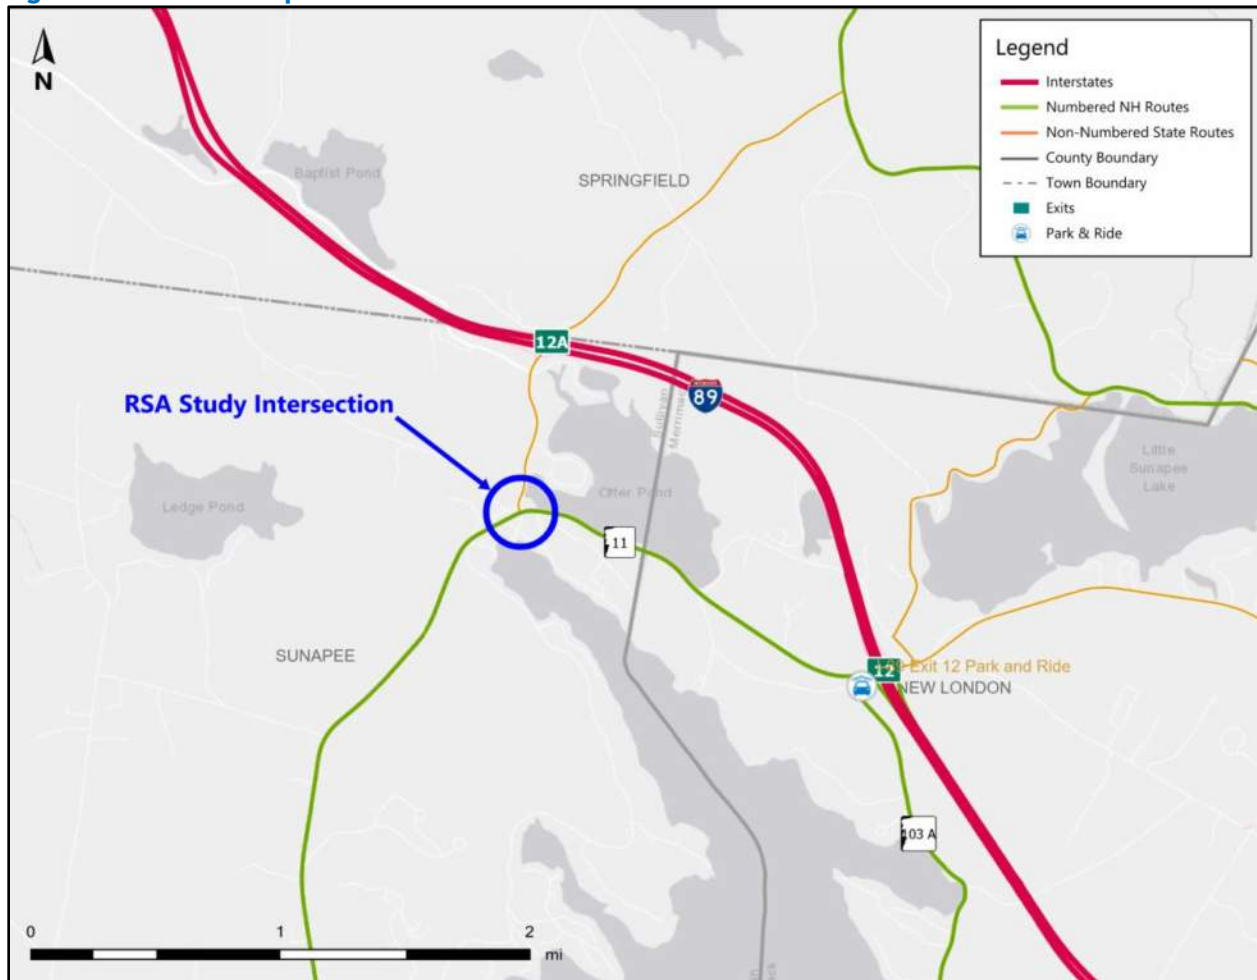 N
Legend
Interstates
Numbered NH Routes
Non-Numbered State Routes
County Boundary
Town Boundary
Exits
Park & Ride
Baptist Pond
SPRINGFIELD
12A
89
Sullivan
RSA Study Intersection
Little
Sunapee
Lake
Ledge Pond
Otter Pond
11
SUNAPEE
12
Exit 12 Park and Ride
NEW LONDON
103 A
0 1 2
mi